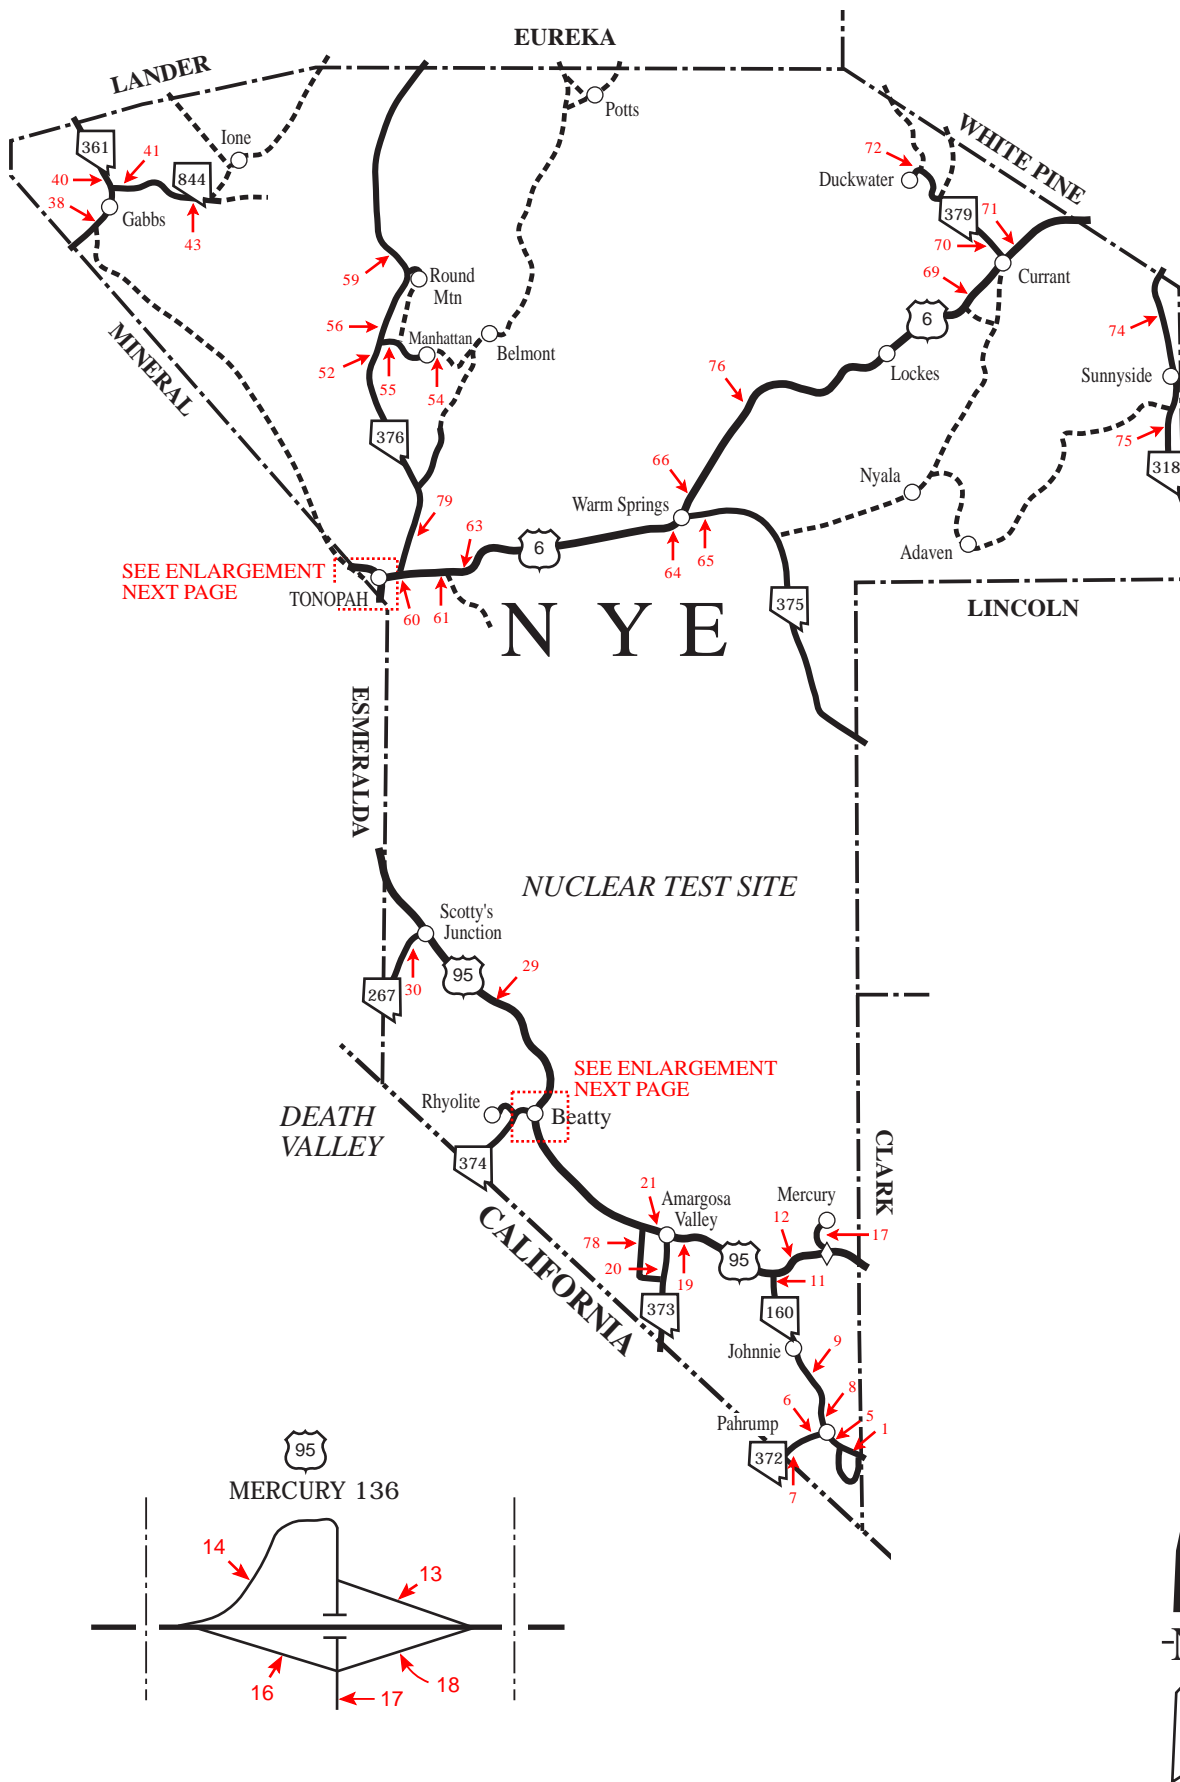 EUREKA
LANDER
WHITE PINE
Potts
Ione
361
41
40
844
38
Gabbs
43
72
Duckwater
379
71
70
Currant
69
59
Round
Mtn
56
Manhattan
Belmont
52
55
54
6
Lockes
74
Sunnyside
MINERAL
76
376
75
318
66
Nyala
79
63
Warm Springs
6
64
65
Adaven
SEE ENLARGEMENT
NEXT PAGE
TONOPAH
60
61
375
LINCOLN
NYE
ESMERALDA
NUCLEAR TEST SITE
Scotty's
Junction
95
29
267
30
SEE ENLARGEMENT
NEXT PAGE
Rhyolite
Beatty
DEATH
VALLEY
374
CLARK
21
Amargosa
Valley
Mercury
12
17
78
20
19
95
11
CALIFORNIA
373
160
Johnnie
9
8
6
5
1
Pahrump
372
7
95
MERCURY 136
14
13
16
17
18